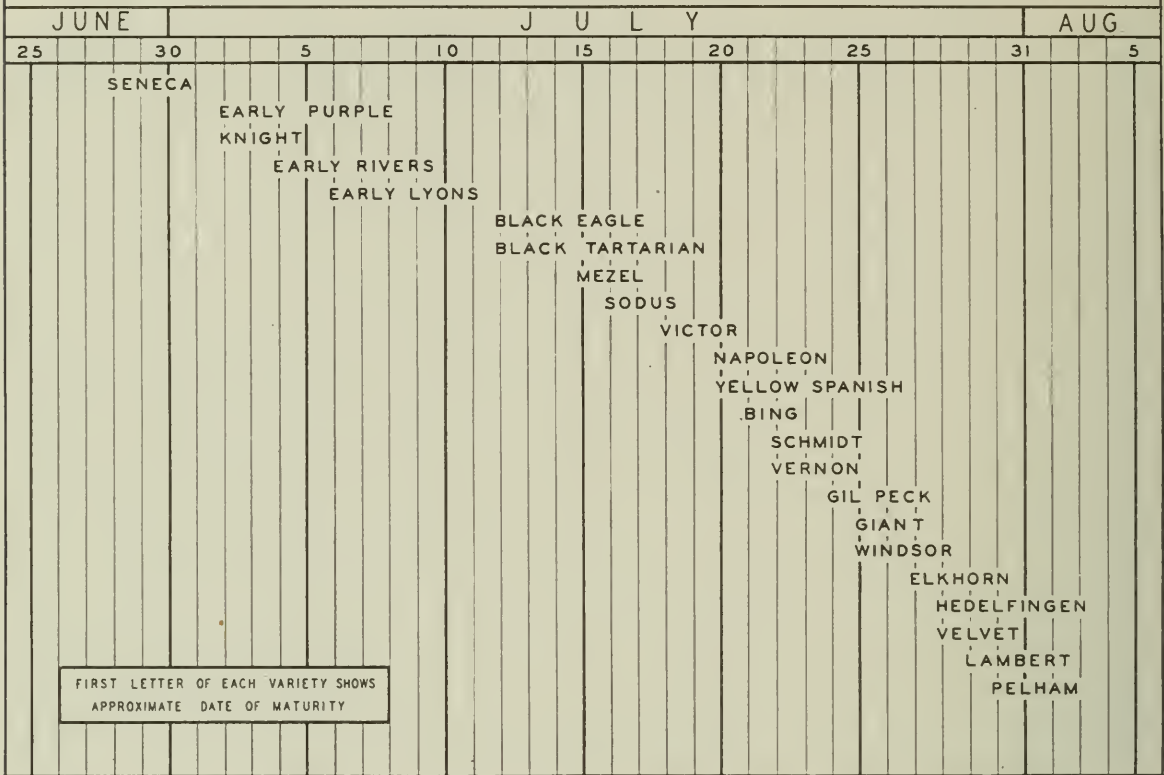 JUNE JULY AUG.
25 30 5 10 15 20 25 31 5
SENECA
EARLY PURPLE
KNIGHT
EARLY RIVERS
EARLY LYONS
BLACK EAGLE
BLACK TARTARIAN
MEZEL
SODUS
VICTOR
NAPOLEON
YELLOW SPANISH
BING
SCHMIDT
VERNON
GIL PECK
GIANT
WINDSOR
ELKHORN
HEDELFINGEN
VELVET
LAMBERT
PELHAM
FIRST LETTER OF EACH VARIETY SHOWS
APPROXIMATE DATE OF MATURITY